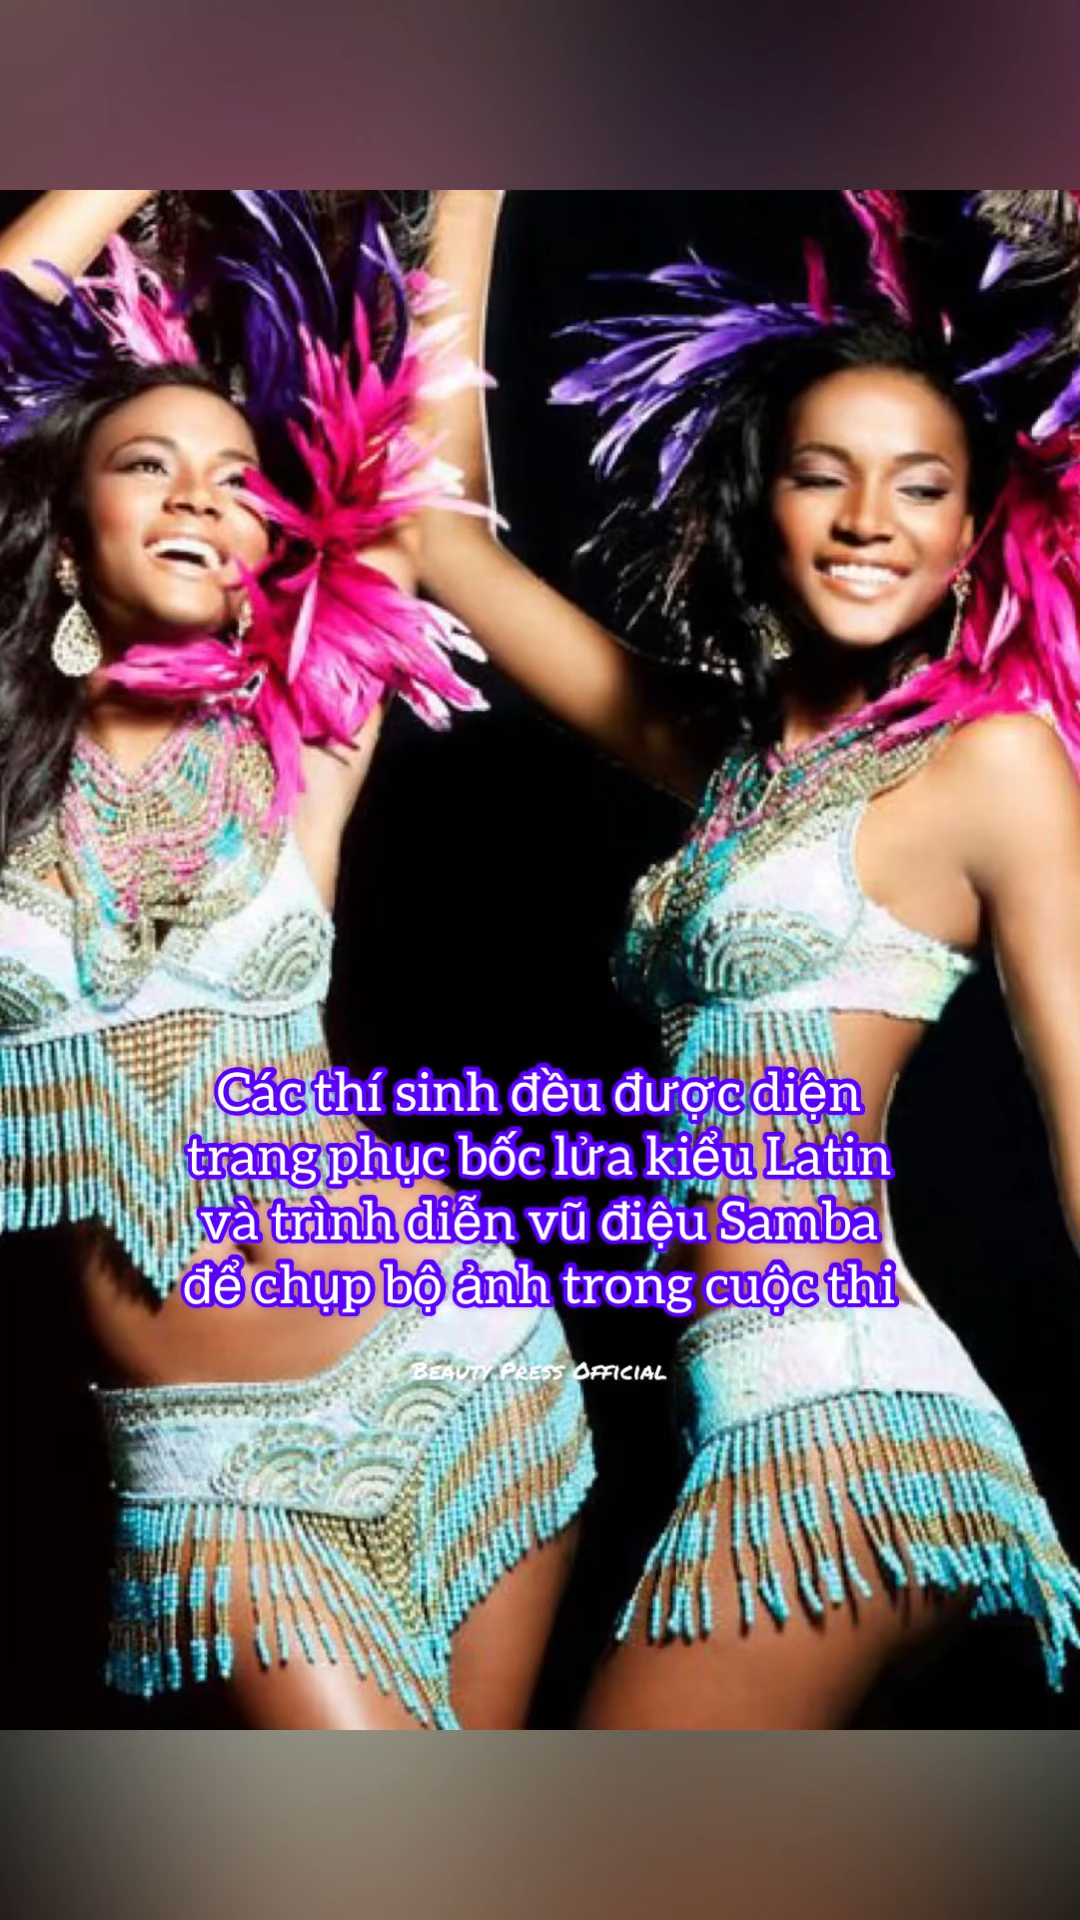 Các thí sinh đều được diện
trang phục bốc lửa kiểu Latin
và trình diễn vũ điệu Samba
để chụp bộ ảnh trong cuộc thi
Beauty Press Official